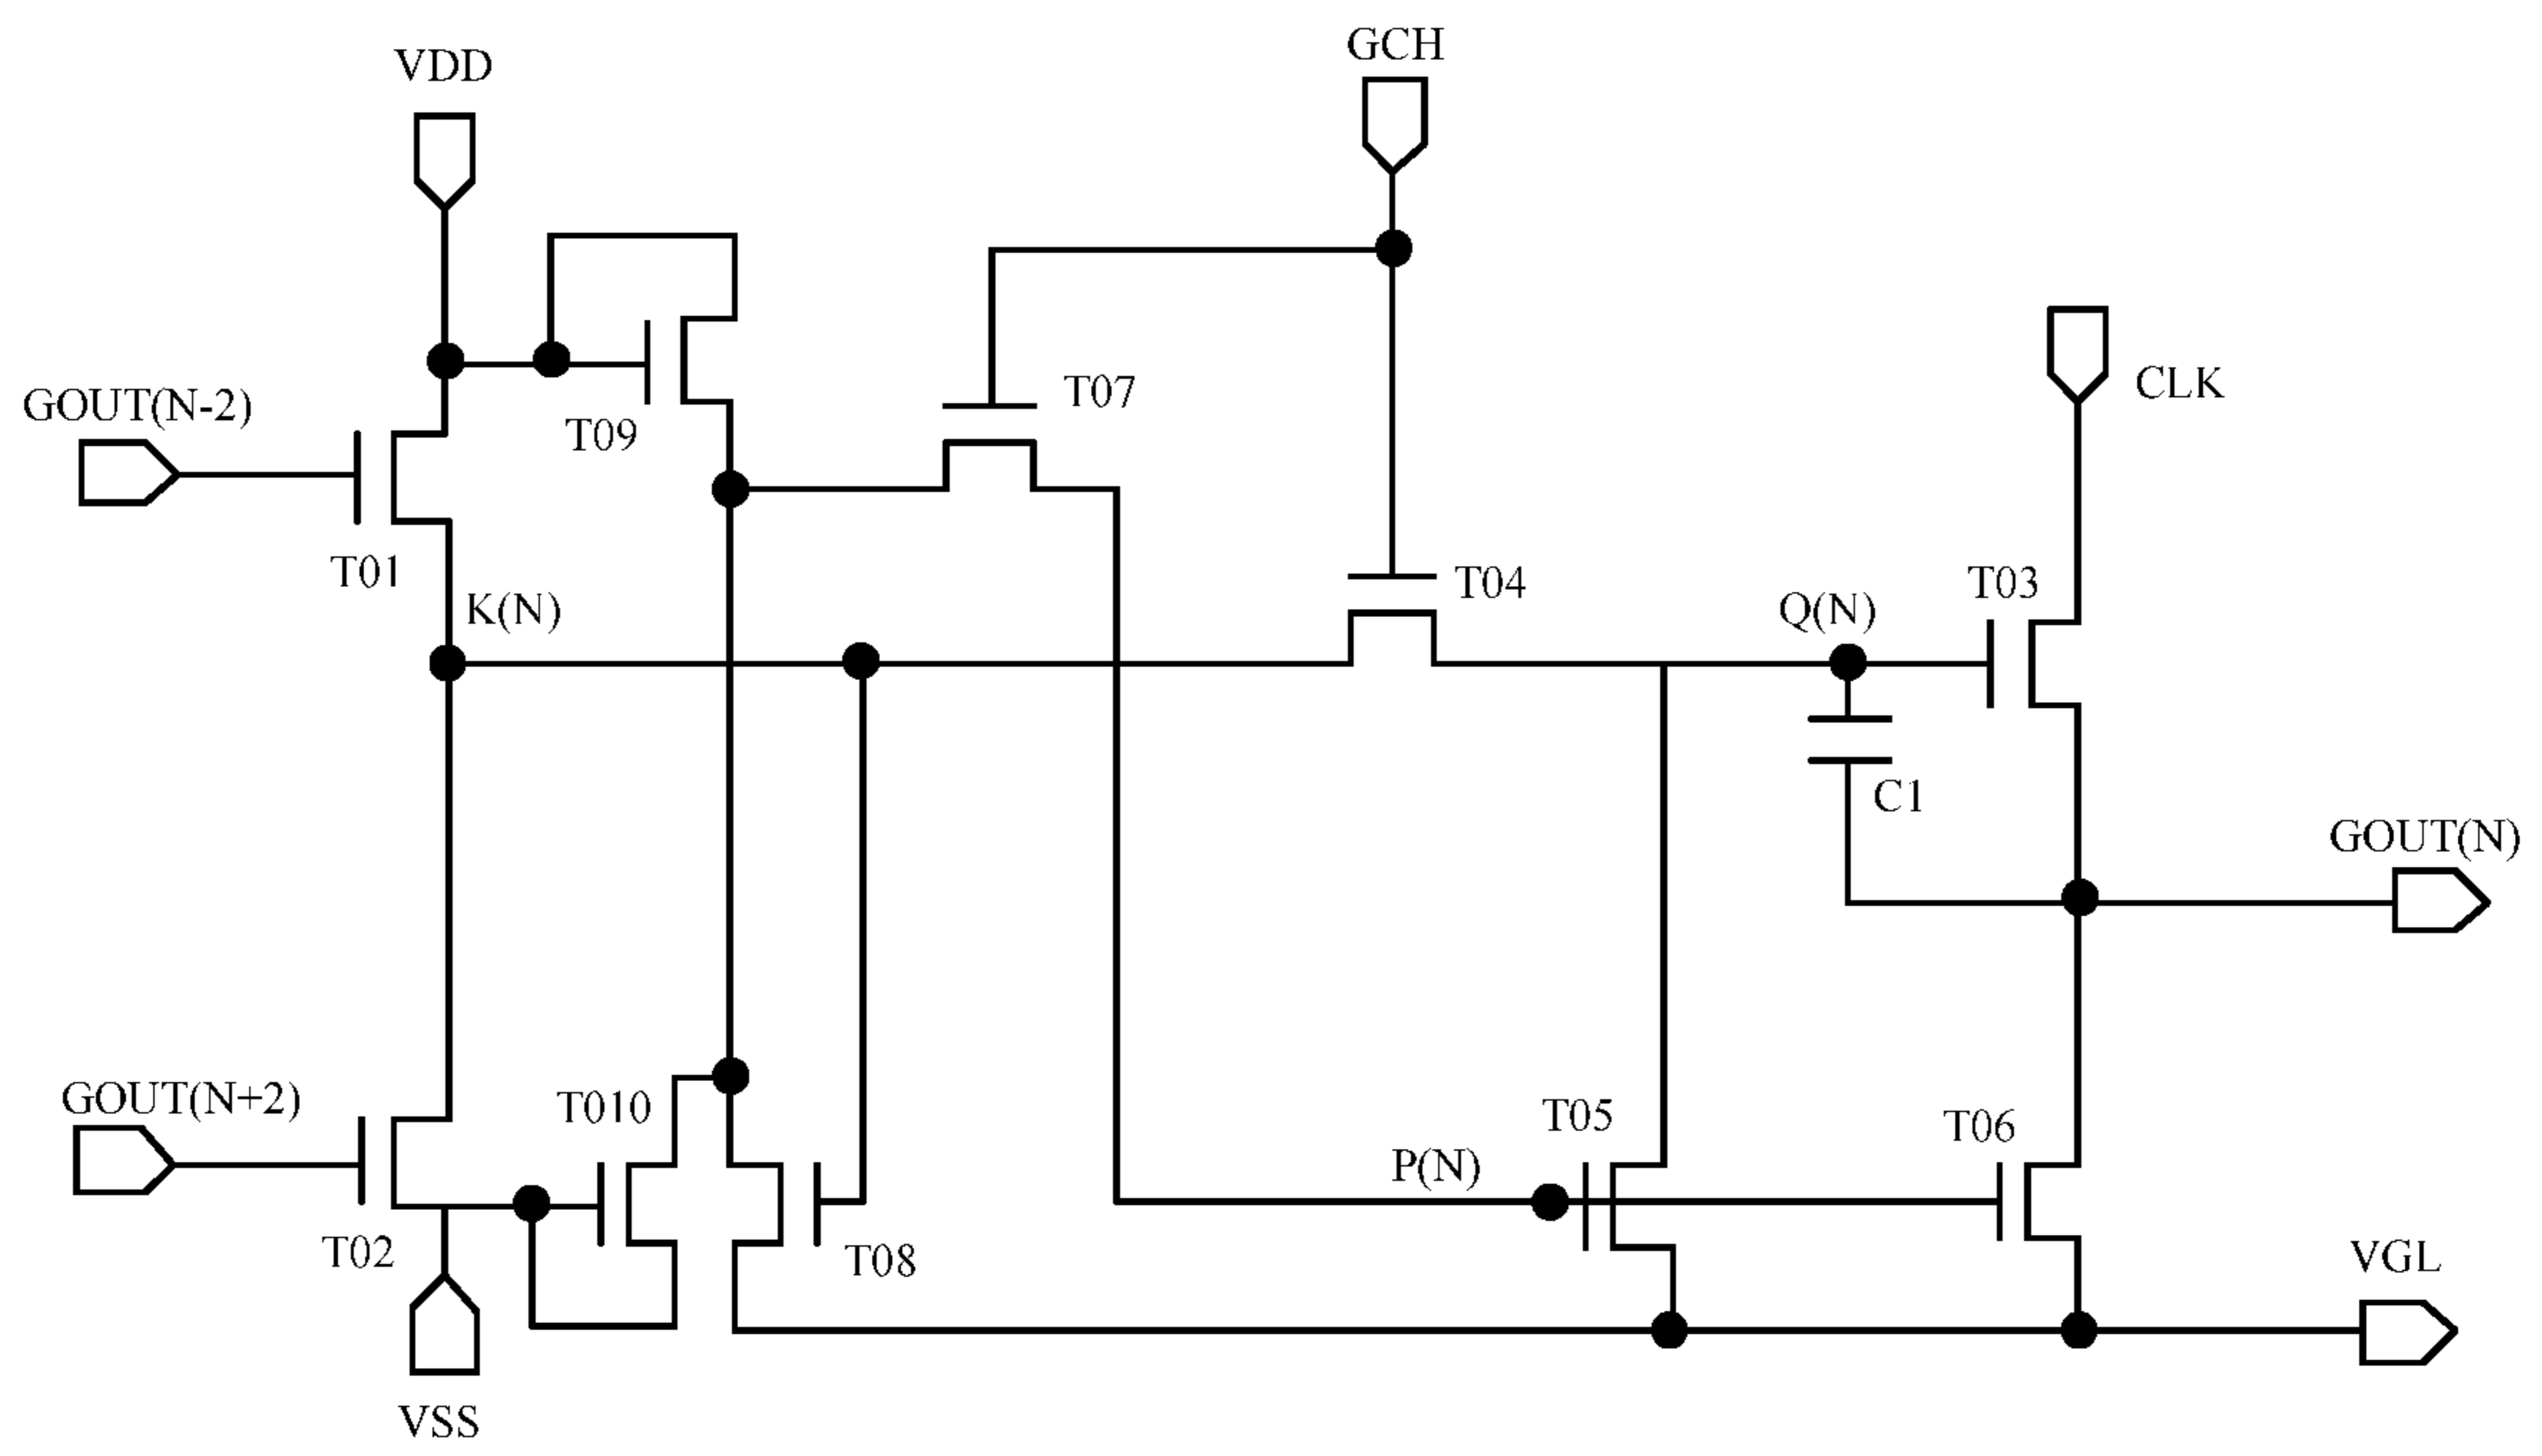 GCH
VDD
CLK
T07
GOUT(N-2)
T09
T01
T04
T03
K(N)
Q(N)
C1
GOUT(N)
GOUT(N+2)
T010
T05
T06
P(N)
T02
T08
VGL
VSS